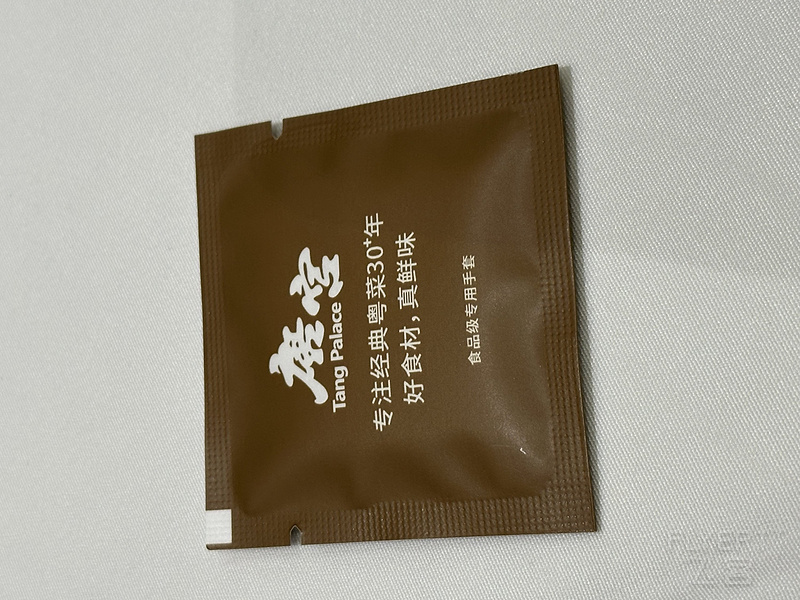 唐宫
Tang Palace
专注经典粤菜30⁺年
好食材，真鲜味
食品级专用手套